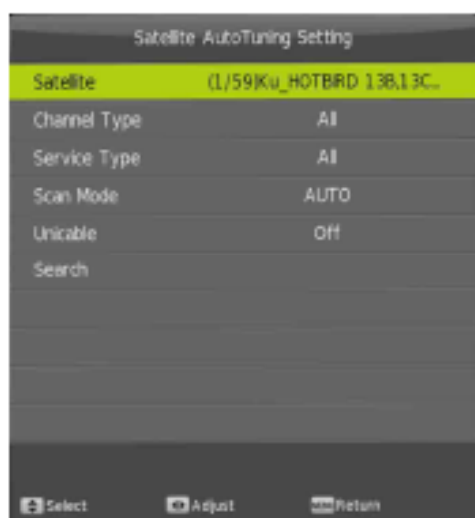 Satellite AutoTuning Setting
Satellite (1/59)Ku_HOTBIRD 13B,13C...
Channel Type All
Service Type All
Scan Mode AUTO
Unicable Off
Search
Select Adjust MENU Return